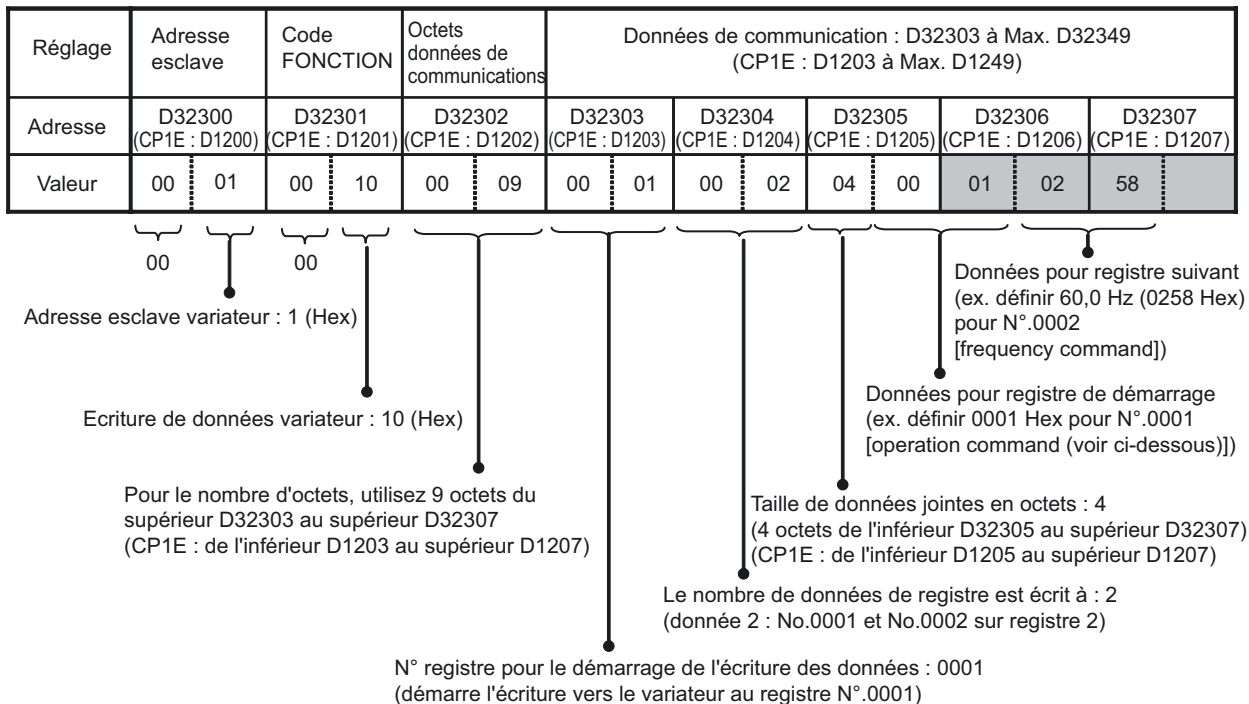 Réglage
Adresse
esclave
Code
FONCTION
Octets
données de
communications
Données de communication : D32303 à Max. D32349
(CP1E : D1203 à Max. D1249)
Adresse
D32300
(CP1E : D1200)
D32301
(CP1E : D1201)
D32302
(CP1E : D1202)
D32303
(CP1E : D1203)
D32304
(CP1E : D1204)
D32305
(CP1E : D1205)
D32306
(CP1E : D1206)
D32307
(CP1E : D1207)
Valeur 00 01 00 10 00 09 00 01 00 02 04 00 01 02 58
00 00
Adresse esclave variateur : 1 (Hex)
Données pour registre suivant
(ex. définir 60,0 Hz (0258 Hex)
pour N°.0002
[frequency command])
Ecriture de données variateur : 10 (Hex)
Données pour registre de démarrage
(ex. définir 0001 Hex pour N°.0001
[operation command (voir ci-dessous)])
Pour le nombre d'octets, utilisez 9 octets du
supérieur D32303 au supérieur D32307
(CP1E : de l'inférieur D1203 au supérieur D1207)
Taille de données jointes en octets : 4
(4 octets de l'inférieur D32305 au supérieur D32307)
(CP1E : de l'inférieur D1205 au supérieur D1207)
Le nombre de données de registre est écrit à : 2
(donnée 2 : No.0001 et No.0002 sur registre 2)
N° registre pour le démarrage de l'écriture des données : 0001
(démarre l'écriture vers le variateur au registre N°.0001)